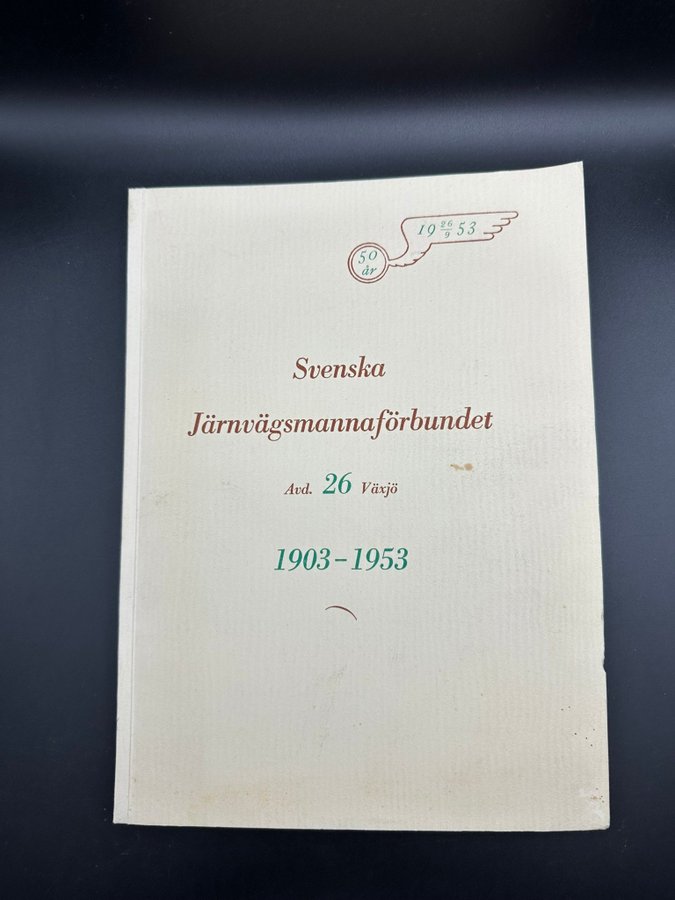 19 26/9 53
50
år
Svenska
Järnvägsmannaförbundet
Avd. 26 Växjö
1903-1953